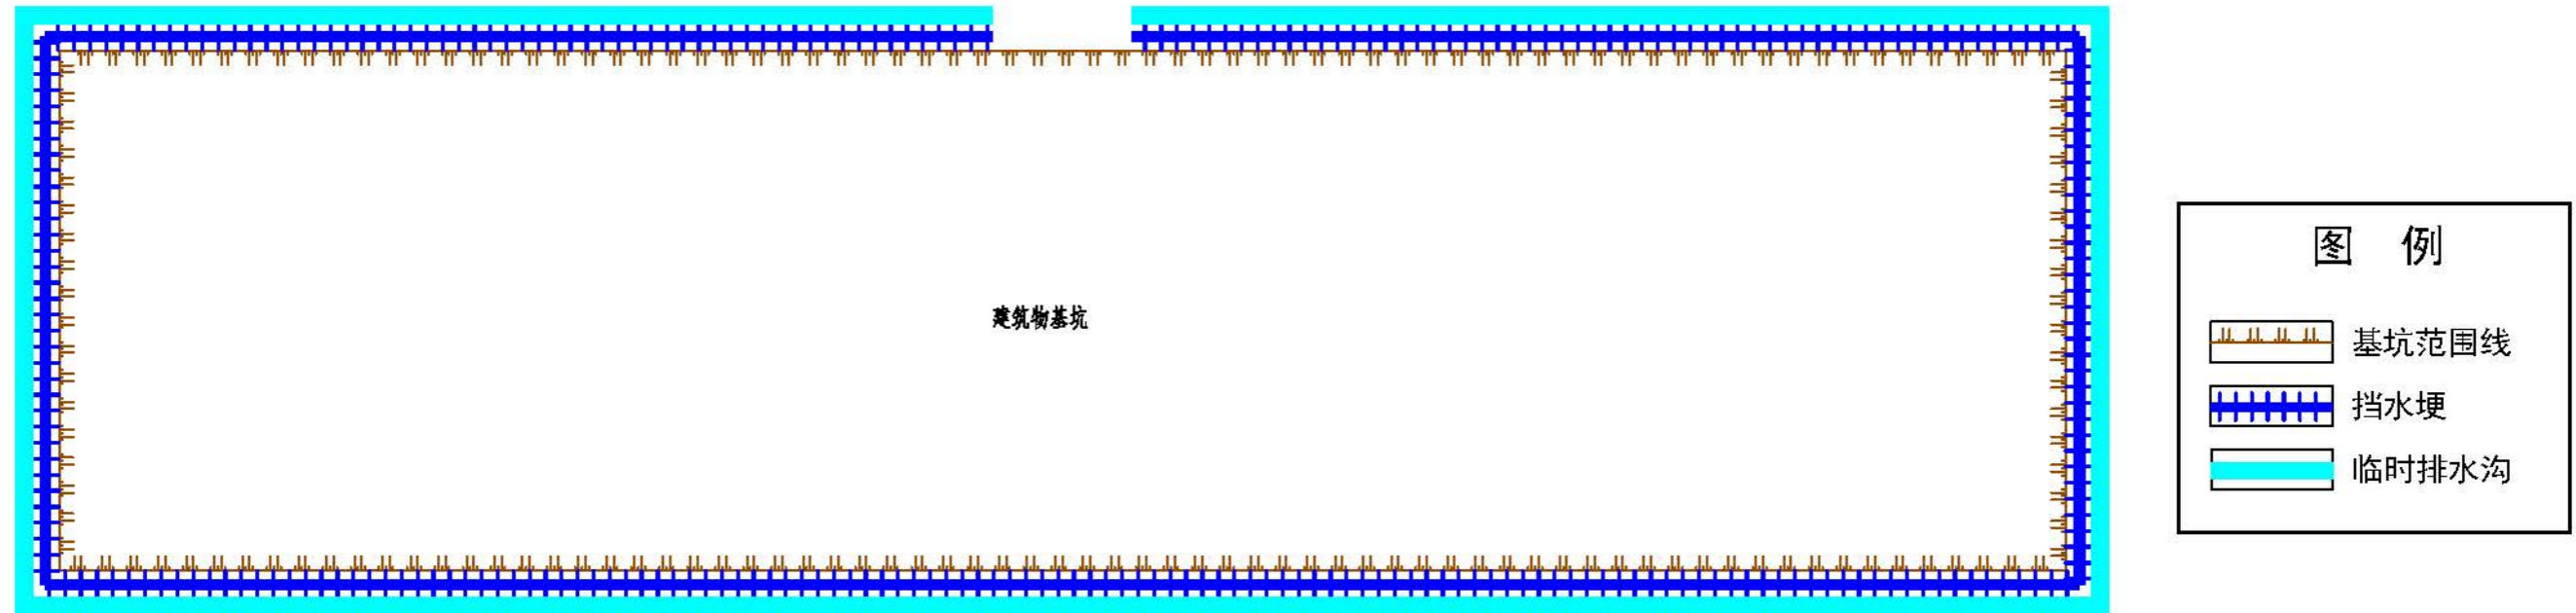 建筑物基坑
图 例
基坑范围线
挡水埂
临时排水沟